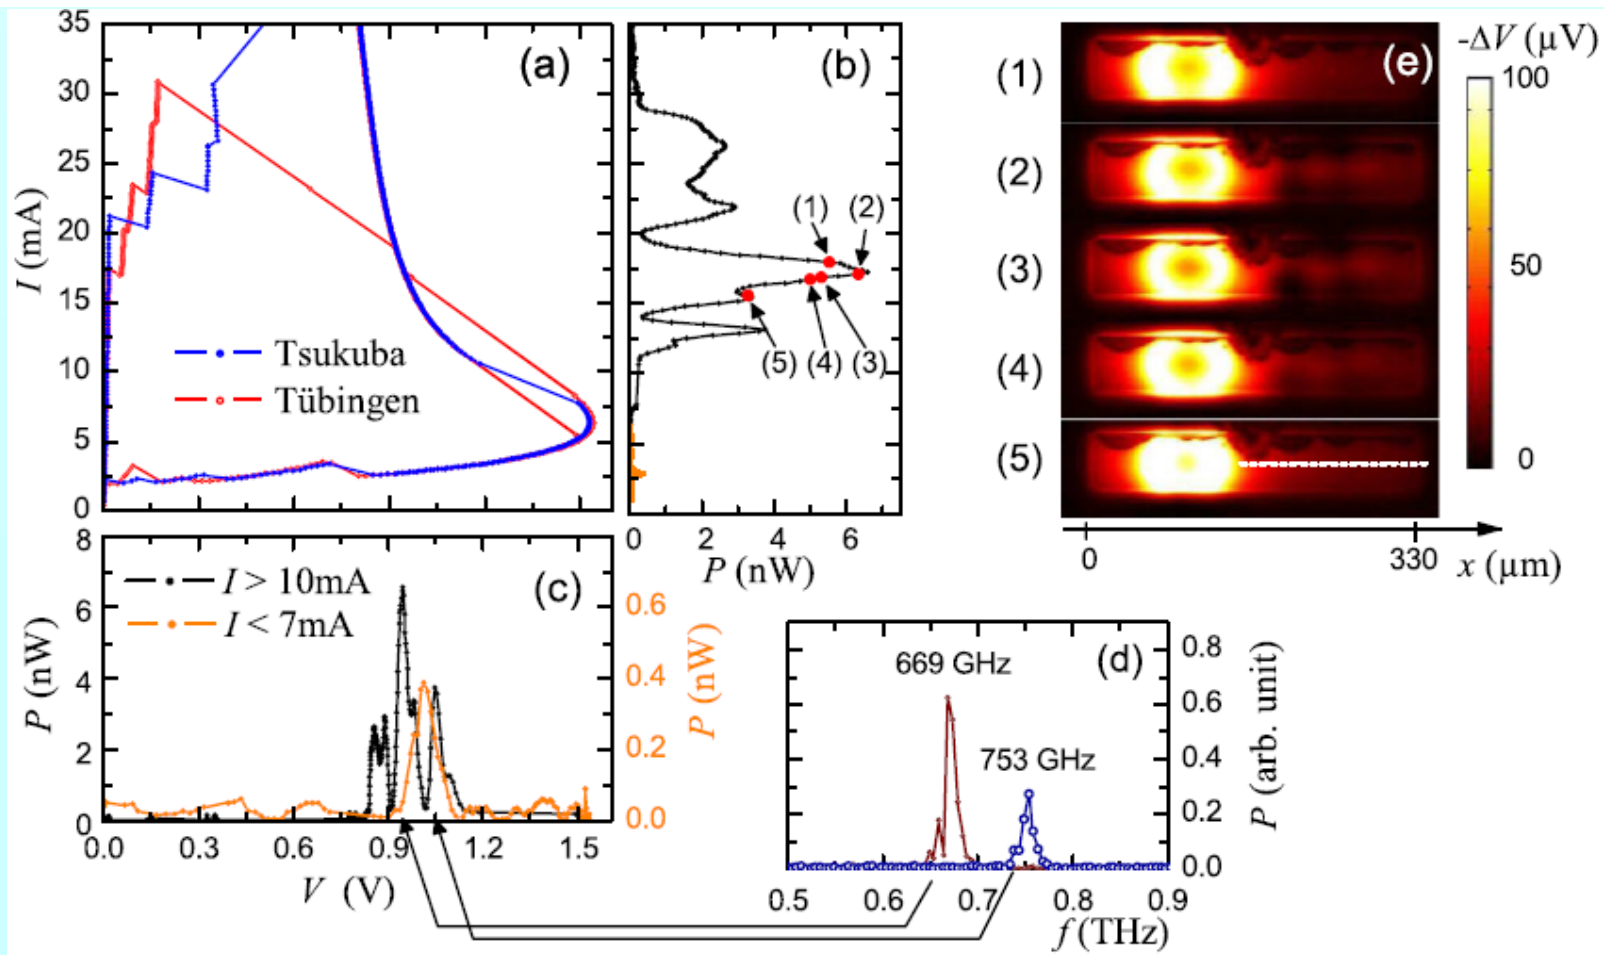 35
30
25
20
15
10
5
0
I (mA)
(a)
Tsukuba
Tübingen
(b)
(1)
(2)
(5) (4) (3)
0 2 4 6
P (nW)
(e)
(1)
(2)
(3)
(4)
(5)
-ΔV (µV)
100
50
0
0 330 x (µm)
8
6
4
2
0
P (nW)
I > 10mA
I < 7mA
(c)
0.6
0.4
0.2
0.0
P (nW)
0.0 0.3 0.6 0.9 1.2 1.5
V (V)
(d)
669 GHz
753 GHz
0.8
0.6
0.4
0.2
0.0
P (arb. unit)
0.5 0.6 0.7 0.8 0.9
f (THz)